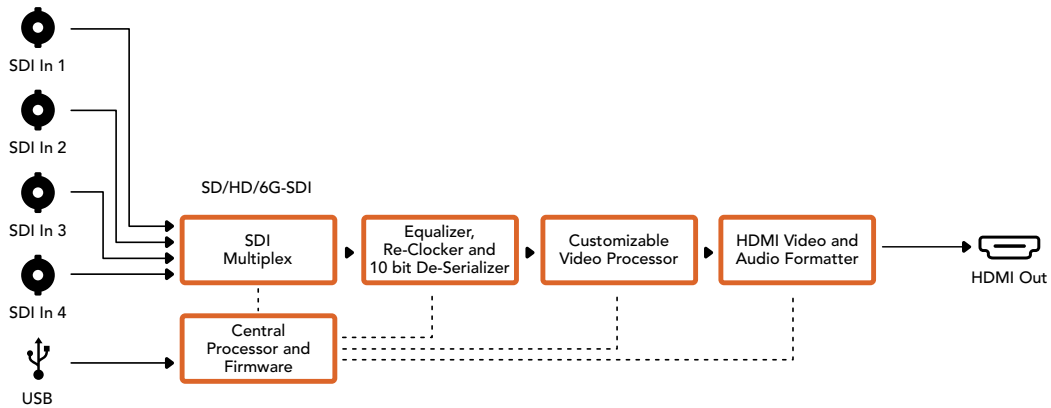 SDI In 1
SDI In 2
SDI In 3
SDI In 4
USB
SD/HD/6G-SDI
SDI
Multiplex
Equalizer,
Re-Clocker and
10 bit De-Serializer
Customizable
Video Processor
HDMI Video and
Audio Formatter
HDMI Out
Central
Processor and
Firmware